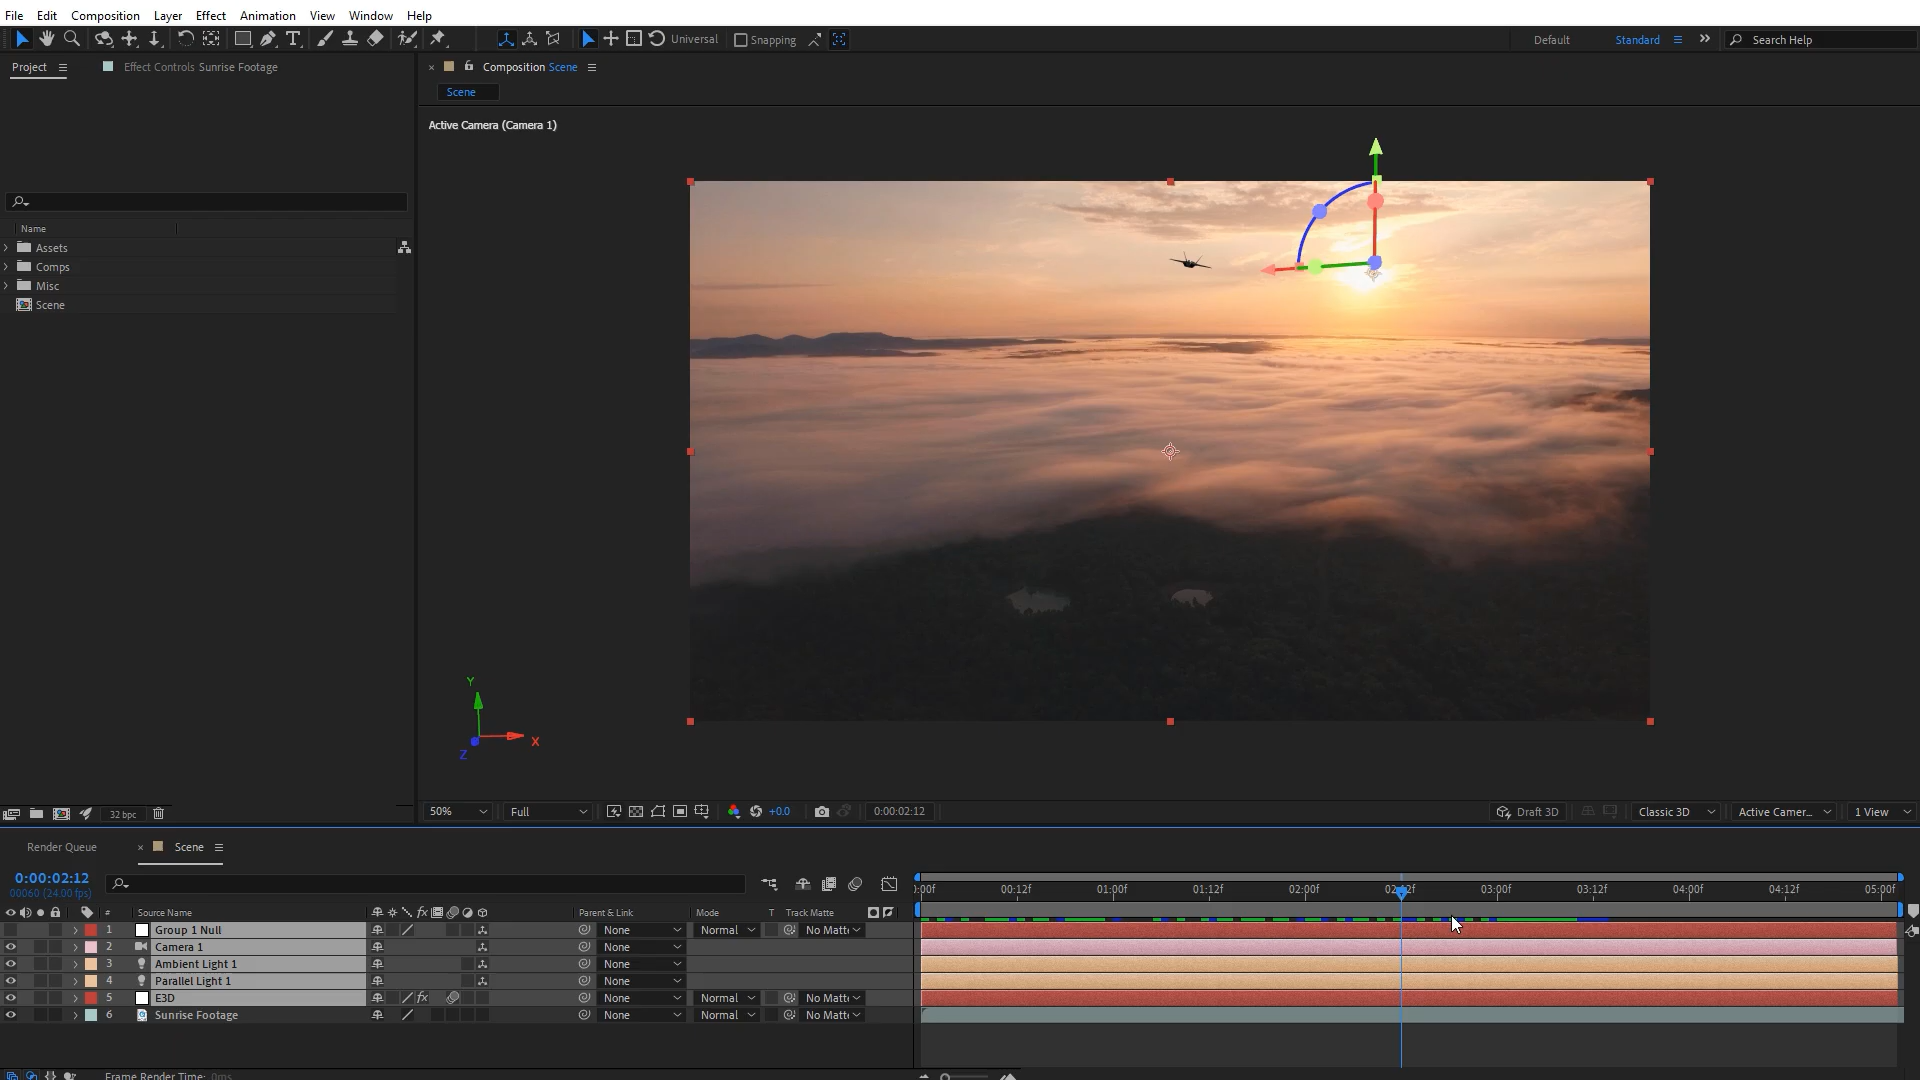 File Edit Composition Layer Effect Animation View Window Help
Universal Snapping Default Standard Search Help
Project Effect Controls Sunrise Footage Composition Scene
Scene
Active Camera (Camera 1)
Name
Assets
Comps
Misc
Scene
Y
X
Z
32 bpc 50% Full +0.0 0:00:02:12 Draft 3D Classic 3D Active Camer... 1 View
Render Queue Scene
0:00:02:12
00060 (24.00 fps)
:00f 00:12f 01:00f 01:12f 02:00f 02:12f 03:00f 03:12f 04:00f 04:12f 05:00f
# Source Name fx Parent & Link Mode T Track Matte
1 Group 1 Null None Normal No Matte
2 Camera 1 None
3 Ambient Light 1 None
4 Parallel Light 1 None
5 E3D fx None Normal No Matte
6 Sunrise Footage None Normal No Matte
Frame Render Time: 0ms